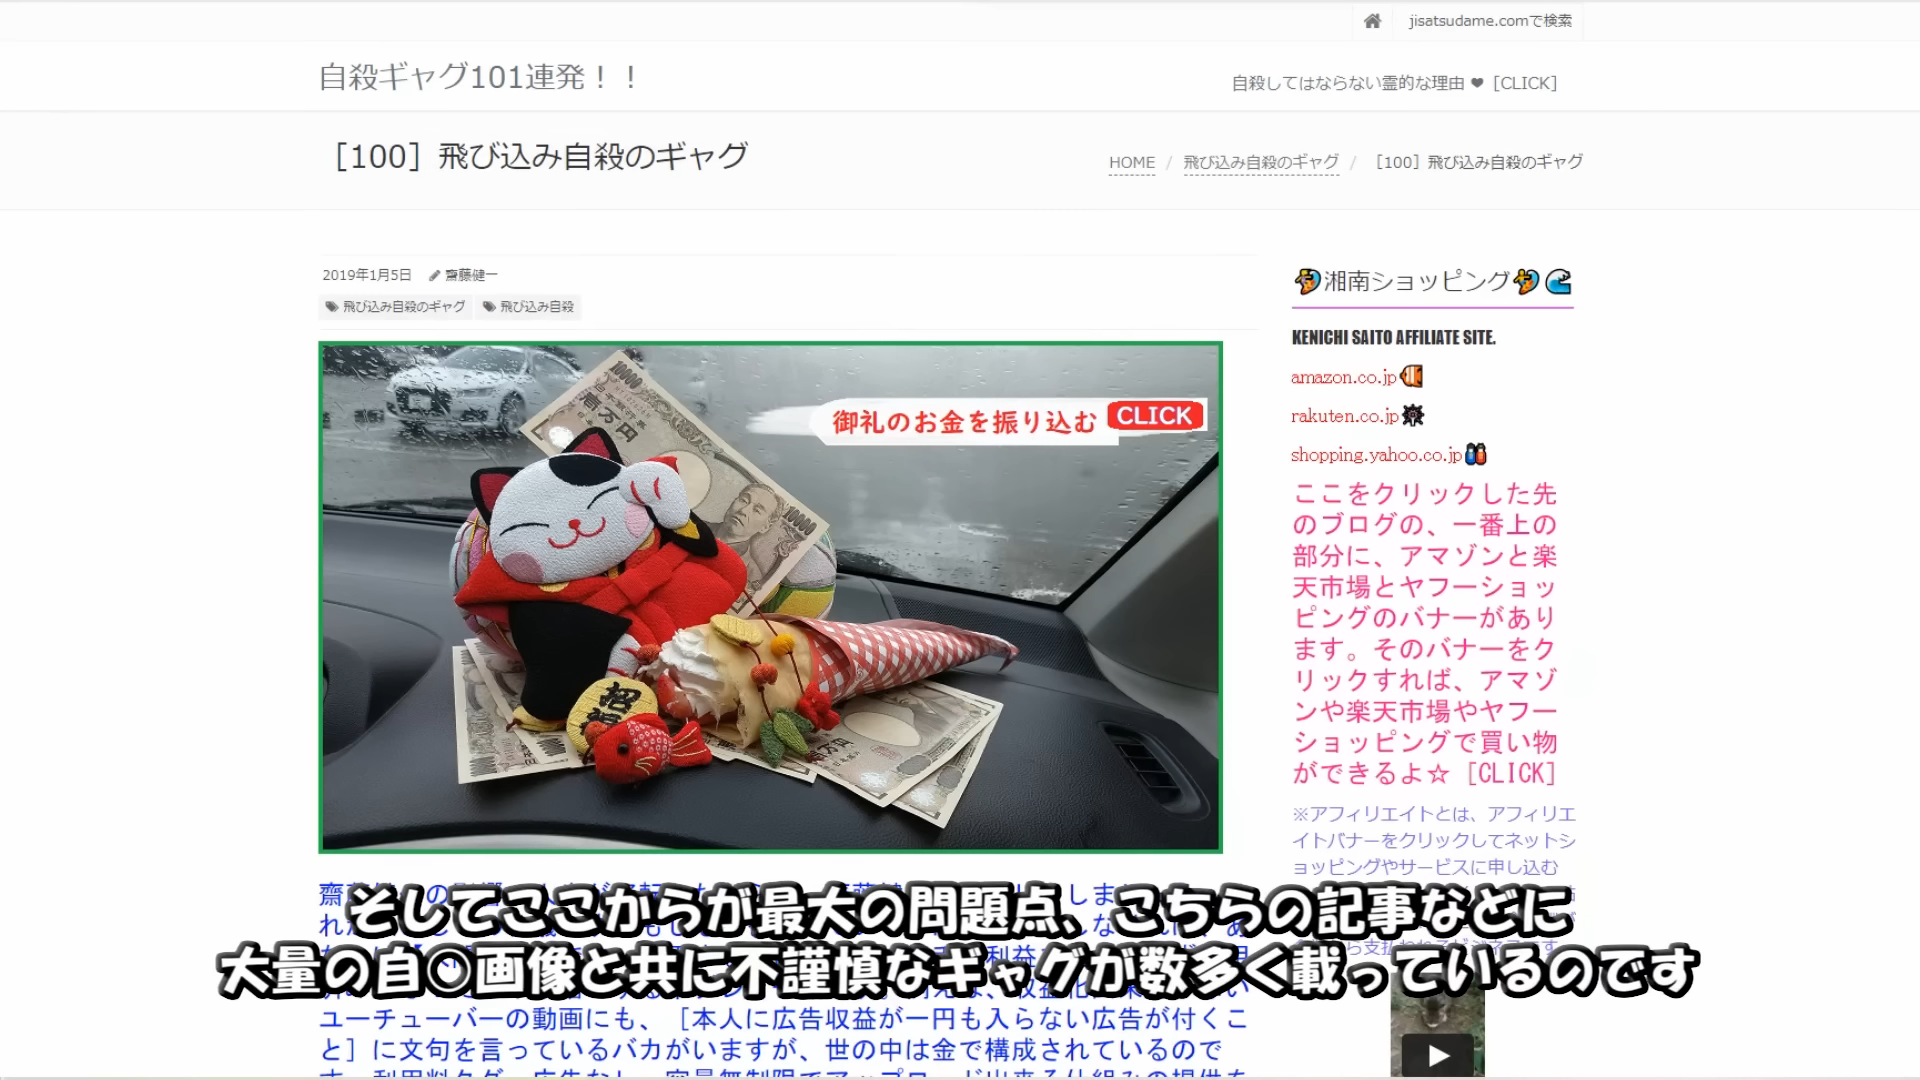 jisatsudame.comで検索
自殺ギャグ101連発！！
自殺してはならない霊的な理由 ❤ [CLICK]
［100］飛び込み自殺のギャグ
HOME / 飛び込み自殺のギャグ / ［100］飛び込み自殺のギャグ
2019年1月5日 齋藤健一
飛び込み自殺のギャグ 飛び込み自殺
御礼のお金を振り込む CLICK
10000
壱万円
10000
湘南ショッピング
KENICHI SAITO AFFILIATE SITE.
amazon.co.jp
rakuten.co.jp
shopping.yahoo.co.jp
ここをクリックした先
のブログの、一番上の
部分に、アマゾンと楽
天市場とヤフーショッ
ピングのバナーがあり
ます。そのバナーをク
リックすれば、アマゾ
ンや楽天市場やヤフー
ショッピングで買い物
ができるよ☆［CLICK］
※アフィリエイトとは、アフィリエ
イトバナーをクリックしてネットシ
ョッピングやサービスに申し込む
そしてここからが最大の問題点、こちらの記事などに
大量の自○画像と共に不謹慎なギャグが数多く載っているのです
ユーチューバーの動画にも、［本人に広告収益が一円も入らない広告が付くこ
と］に文句を言っているバカがいますが、世の中は金で構成されているので